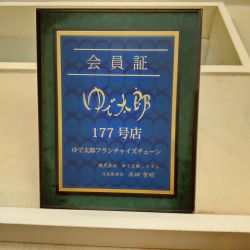 会員証
ゆで太郎
177号店
ゆで太郎フランチャイズチェーン
株式会社 ゆで太郎システム
代表取締役 池田 智昭